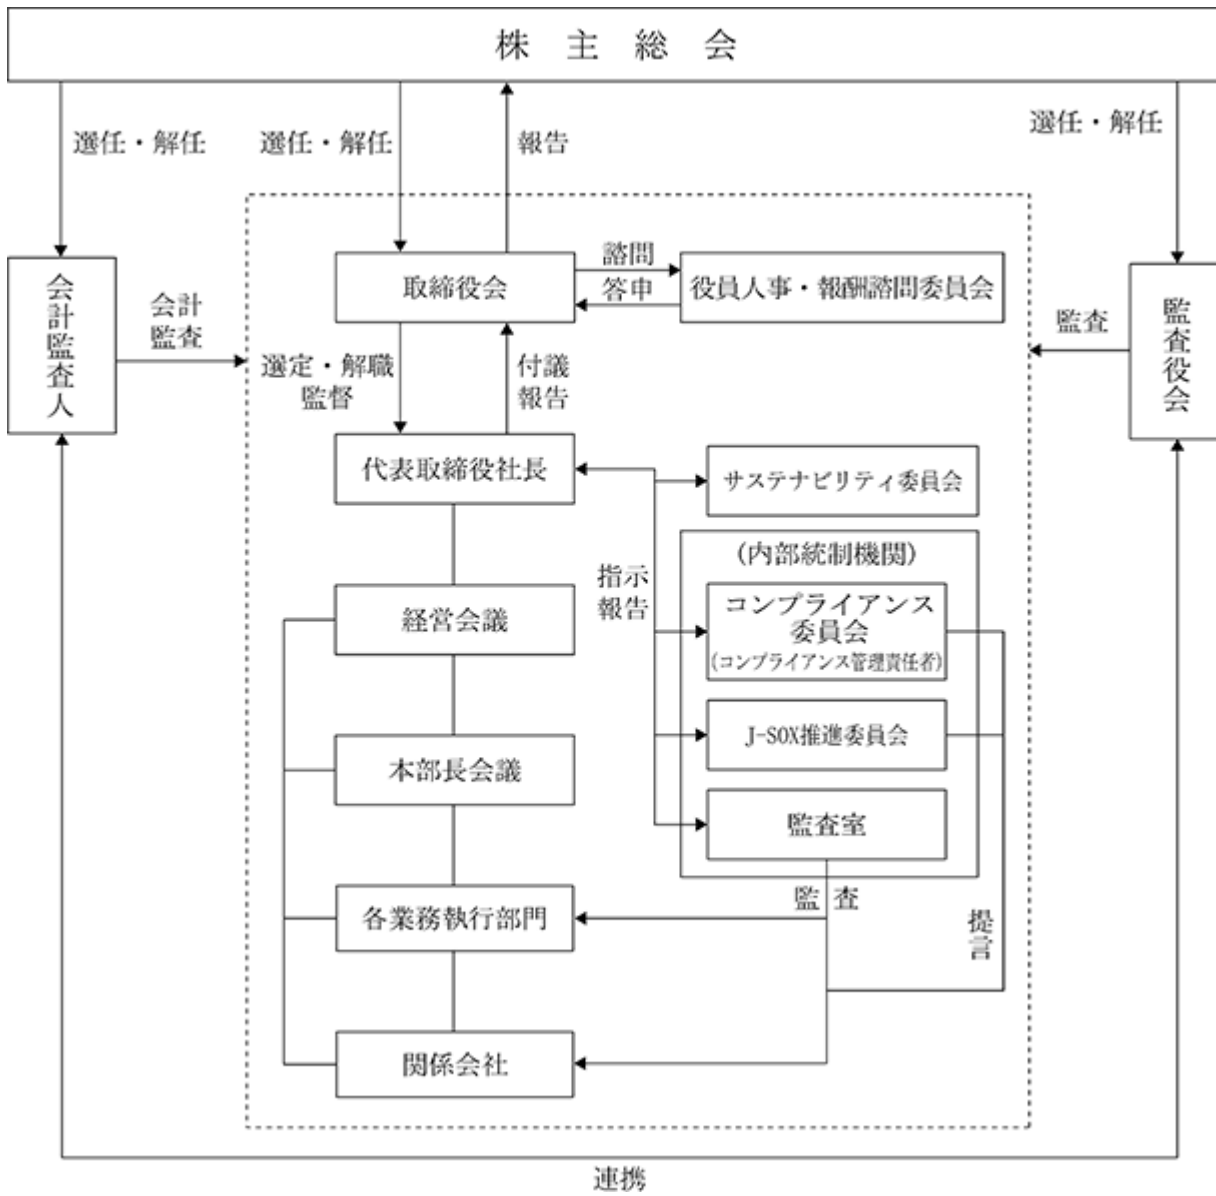 株主総会
選任・解任
選任・解任
報告
選任・解任
会計監査人
会計
監査
取締役会
諮問
答申
役員人事・報酬諮問委員会
監査
監査役会
選定・解職
監督
付議
報告
代表取締役社長
サステナビリティ委員会
指示
報告
(内部統制機関)
コンプライアンス
委員会
(コンプライアンス管理責任者)
経営会議
J-SOX推進委員会
本部長会議
監査室
監査
各業務執行部門
提言
関係会社
連携